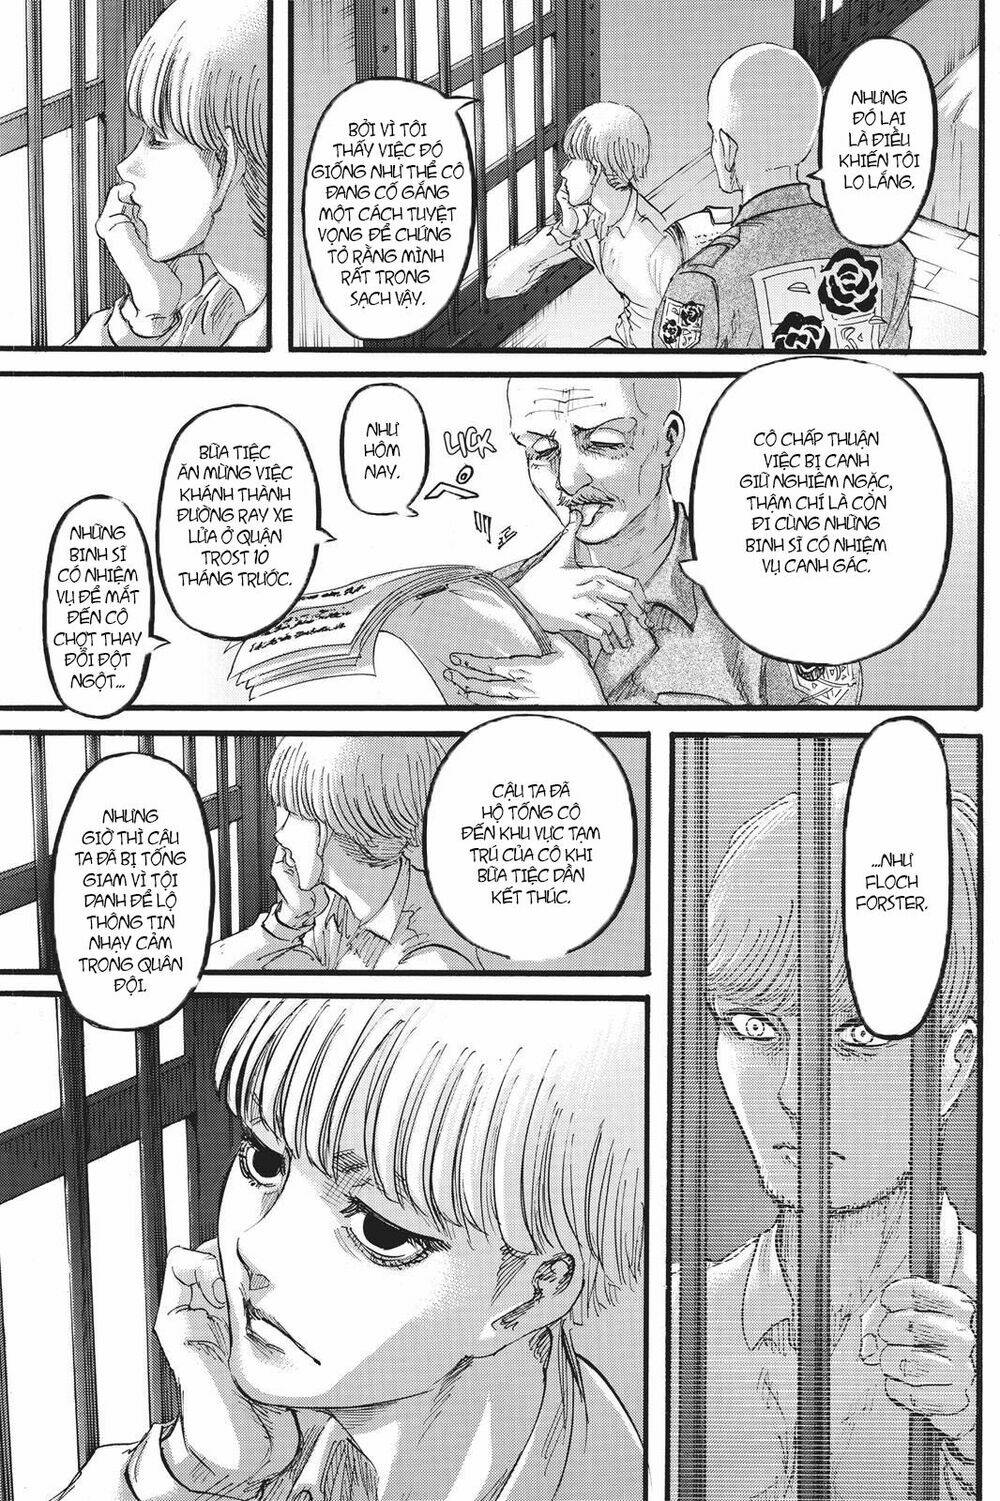 NHƯNG
ĐÓ LẠI
LÀ ĐIỀU
KHIẾN TÔI
LO LẮNG.
BỞI VÌ TÔI
THẤY VIỆC ĐÓ
GIỐNG NHƯ THỂ CÔ
ĐANG CỐ GẮNG
MỘT CÁCH TUYỆT
VỌNG ĐỂ CHỨNG
TỎ RẰNG MÌNH
RẤT TRONG
SẠCH VẬY.
CÔ CHẤP THUẬN
VIỆC BỊ CANH
GIỮ NGHIÊM NGẶC,
THẬM CHÍ LÀ CÒN
ĐI CÙNG NHỮNG
BINH SĨ CÓ NHIỆM
VỤ CANH GÁC.
LICK
NHƯ
HÔM
NAY.
BỮA TIỆC
ĂN MỪNG VIỆC
KHÁNH THÀNH
ĐƯỜNG RAY XE
LỬA Ở QUẬN
TROST 10
THÁNG TRƯỚC.
NHỮNG
BINH SĨ
CÓ NHIỆM
VỤ ĐỂ MẮT
ĐẾN CÔ
CHỢT THAY
ĐỔI ĐỘT
NGỘT...
...NHƯ
FLOCH
FORSTER.
CẬU TA ĐÃ
HỘ TỐNG CÔ
ĐẾN KHU VỰC TẠM
TRÚ CỦA CÔ KHI
BỮA TIỆC DẦN
KẾT THÚC.
NHƯNG
GIỜ THÌ CẬU
TA ĐÃ BỊ TỐNG
GIAM VÌ TỘI
DANH ĐỂ LỘ
THÔNG TIN
NHẠY CẢM
TRONG QUÂN
ĐỘI.